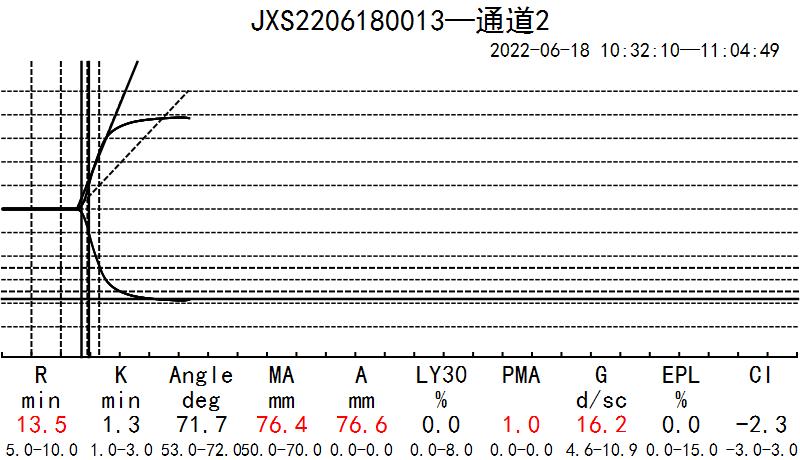 JXS2206180013—通道2
2022-06-18 10:32:10—11:04:49
R K Angle MA A LY30 PMA G EPL CI
min min deg mm mm % d/sc %
13.5 1.3 71.7 76.4 76.6 0.0 1.0 16.2 0.0 -2.3
5.0-10.0 1.0-3.0 53.0-72.0 50.0-70.0 0.0-0.0 0.0-8.0 0.0-0.0 4.6-10.9 0.0-15.0 -3.0-3.0